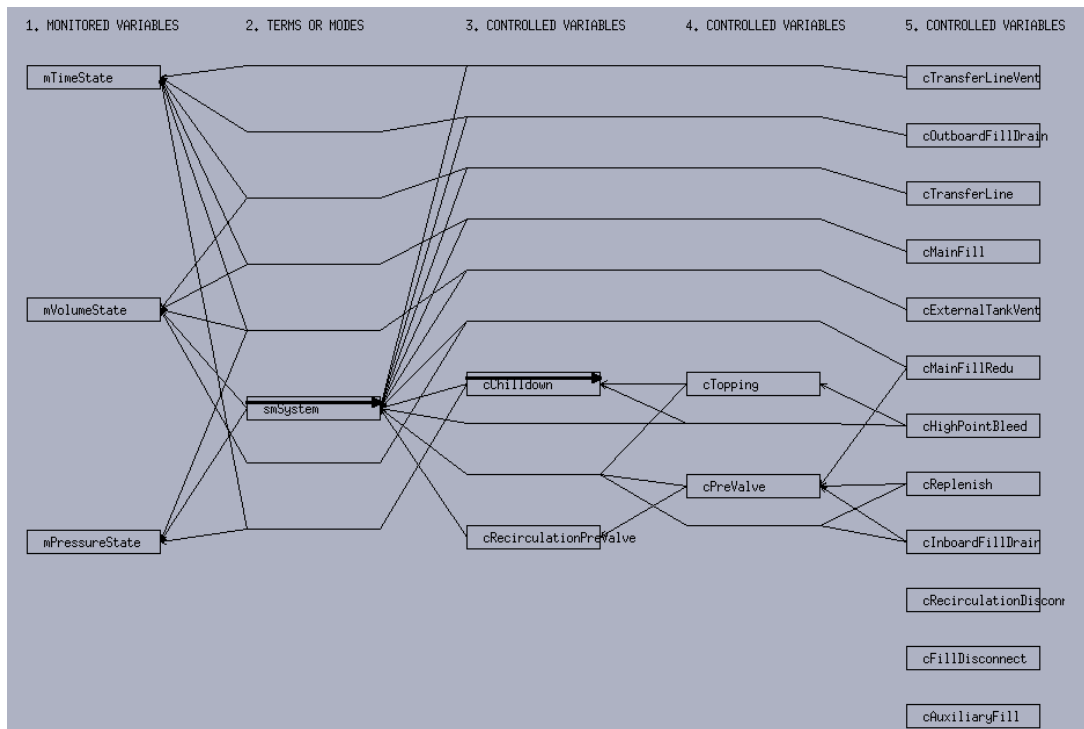 1. MONITORED VARIABLES 2. TERMS OR MODES 3. CONTROLLED VARIABLES 4. CONTROLLED VARIABLES 5. CONTROLLED VARIABLES
mTimeState
cTransferLineVent
cOutboardFillDrain
cTransferLine
cMainFill
mVolumeState
cExternalTankVent
cMainFillRedu
cChilldown
cTopping
smSystem
cHighPointBleed
cPreValve
cReplenish
cRecirculationPreValve
mPressureState
cInboardFillDrain
cRecirculationDisconn
cFillDisconnect
cAuxiliaryFill